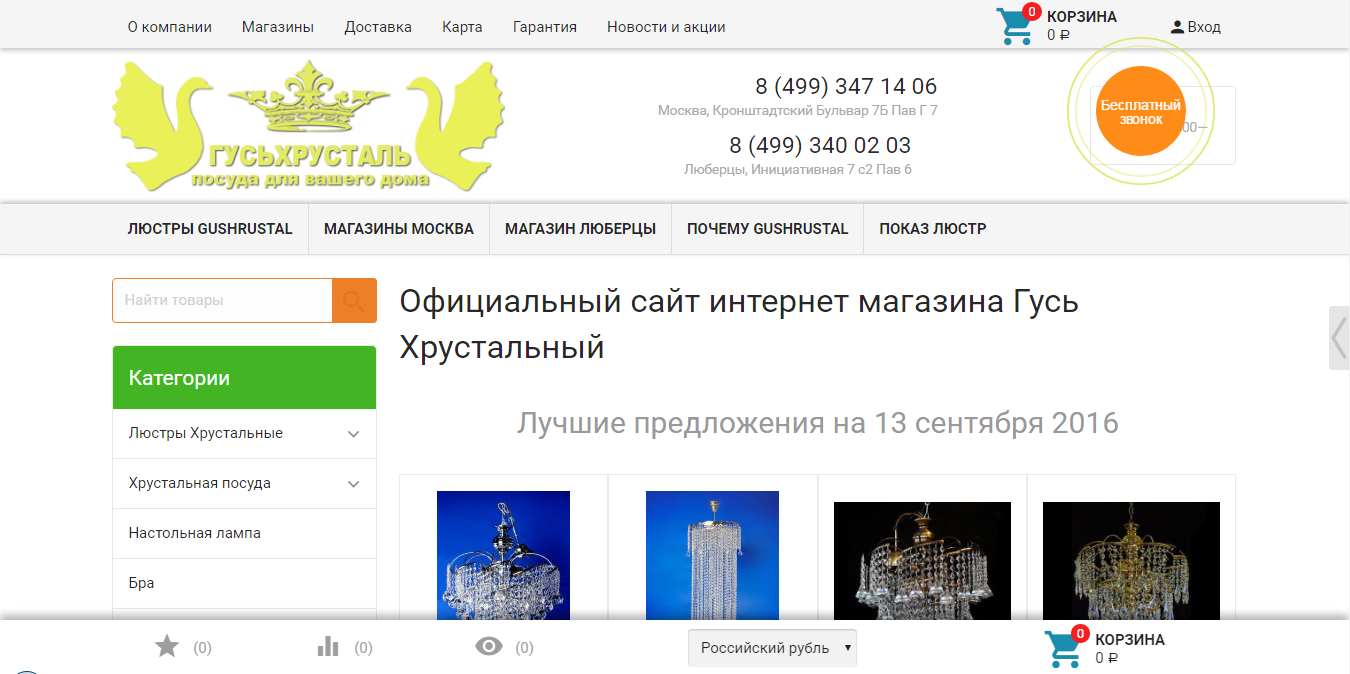 О компании
Магазины
Доставка
Карта
Гарантия
Новости и акции
0
КОРЗИНА
0 ₽
Вход
ГУСЬХРУСТАЛЬ
посуда для вашего дома
8 (499) 347 14 06
Москва, Кронштадтский Бульвар 7Б Пав Г 7
8 (499) 340 02 03
Люберцы, Инициативная 7 с2 Пав 6
Бесплатный
звонок
00—
ЛЮСТРЫ GUSHRUSTAL
МАГАЗИНЫ МОСКВА
МАГАЗИН ЛЮБЕРЦЫ
ПОЧЕМУ GUSHRUSTAL
ПОКАЗ ЛЮСТР
Найти товары
Официальный сайт интернет магазина Гусь
Хрустальный
Категории
Люстры Хрустальные
Хрустальная посуда
Настольная лампа
Бра
Лучшие предложения на 13 сентября 2016
(0)
(0)
(0)
Российский рубль
0
КОРЗИНА
0 ₽